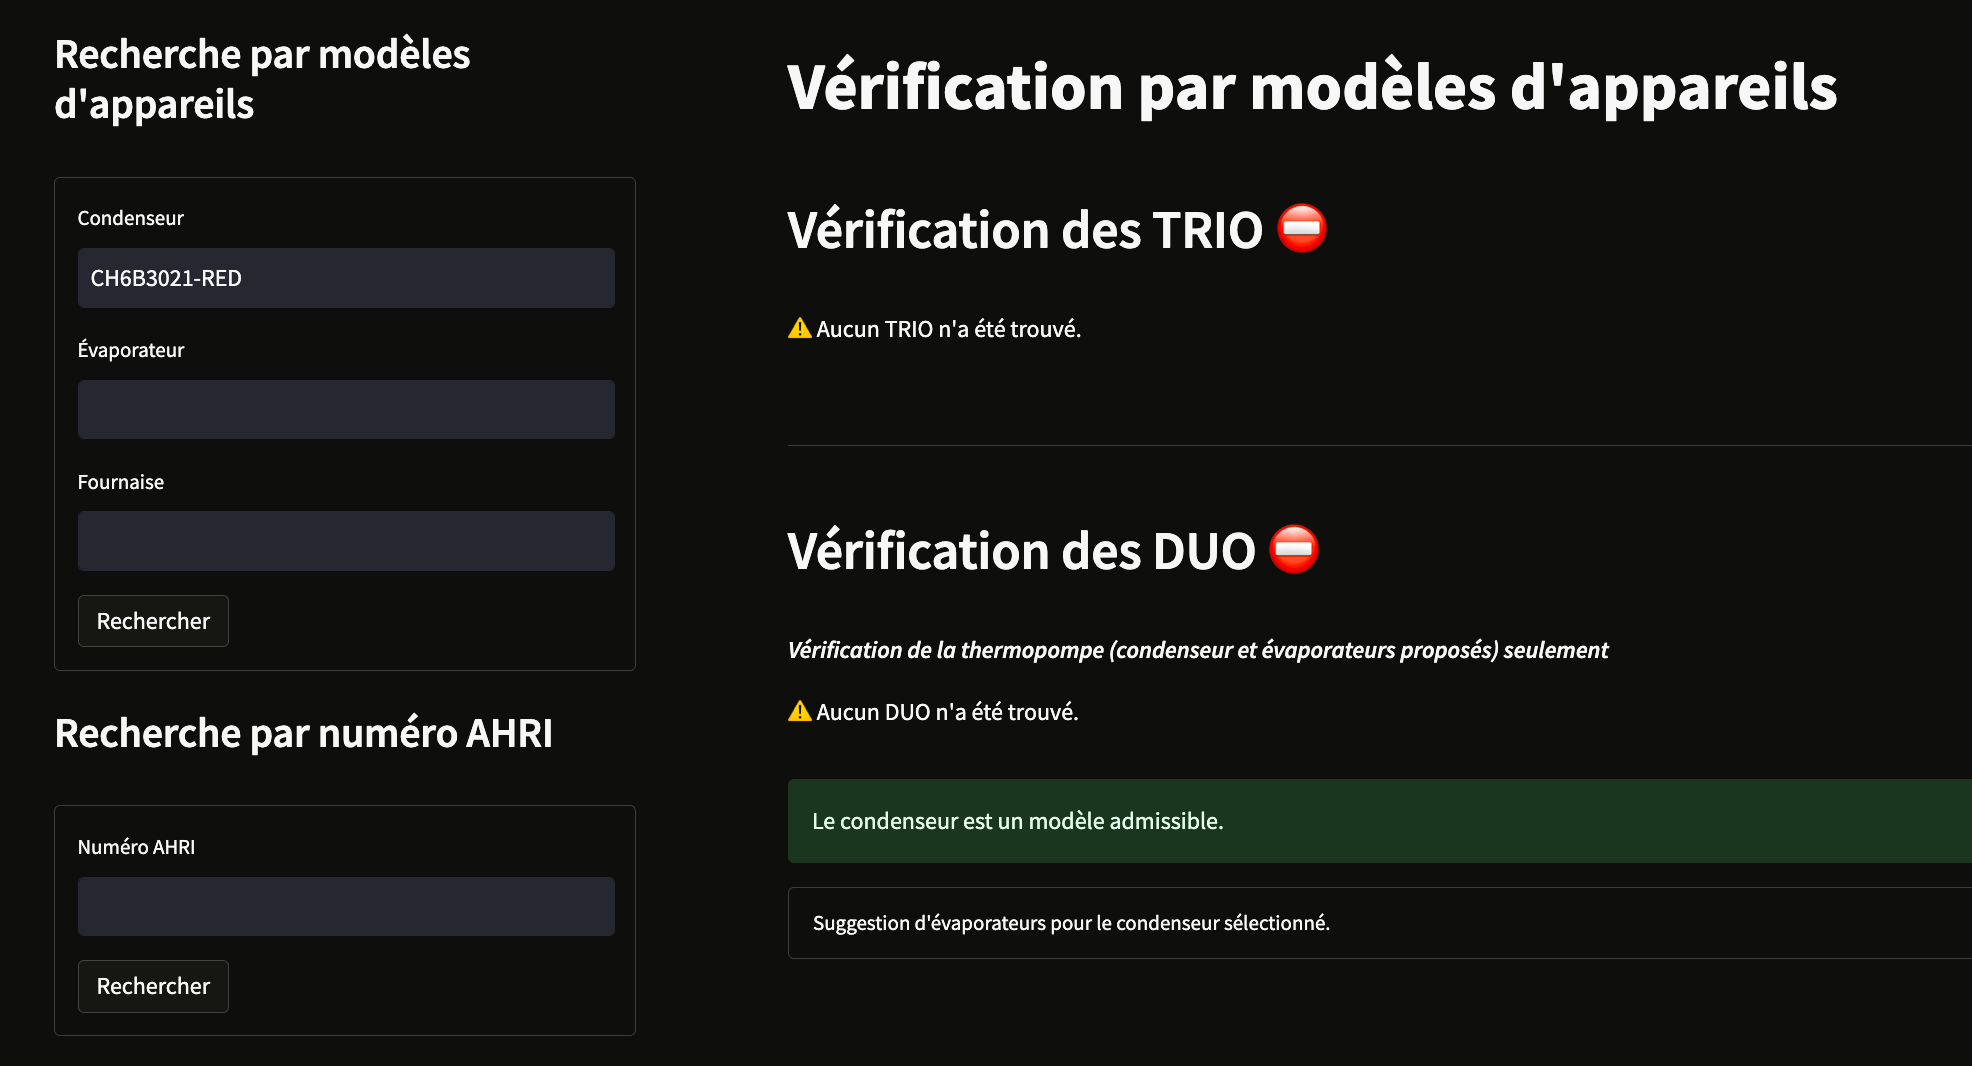 Recherche par modèles
d'appareils
Condenseur
CH6B3021-RED
Évaporateur
Fournaise
Rechercher
Recherche par numéro AHRI
Numéro AHRI
Rechercher
Vérification par modèles d'appareils
Vérification des TRIO ⛔
⚠️ Aucun TRIO n'a été trouvé.
Vérification des DUO ⛔
Vérification de la thermopompe (condenseur et évaporateurs proposés) seulement
⚠️ Aucun DUO n'a été trouvé.
Le condenseur est un modèle admissible.
Suggestion d'évaporateurs pour le condenseur sélectionné.